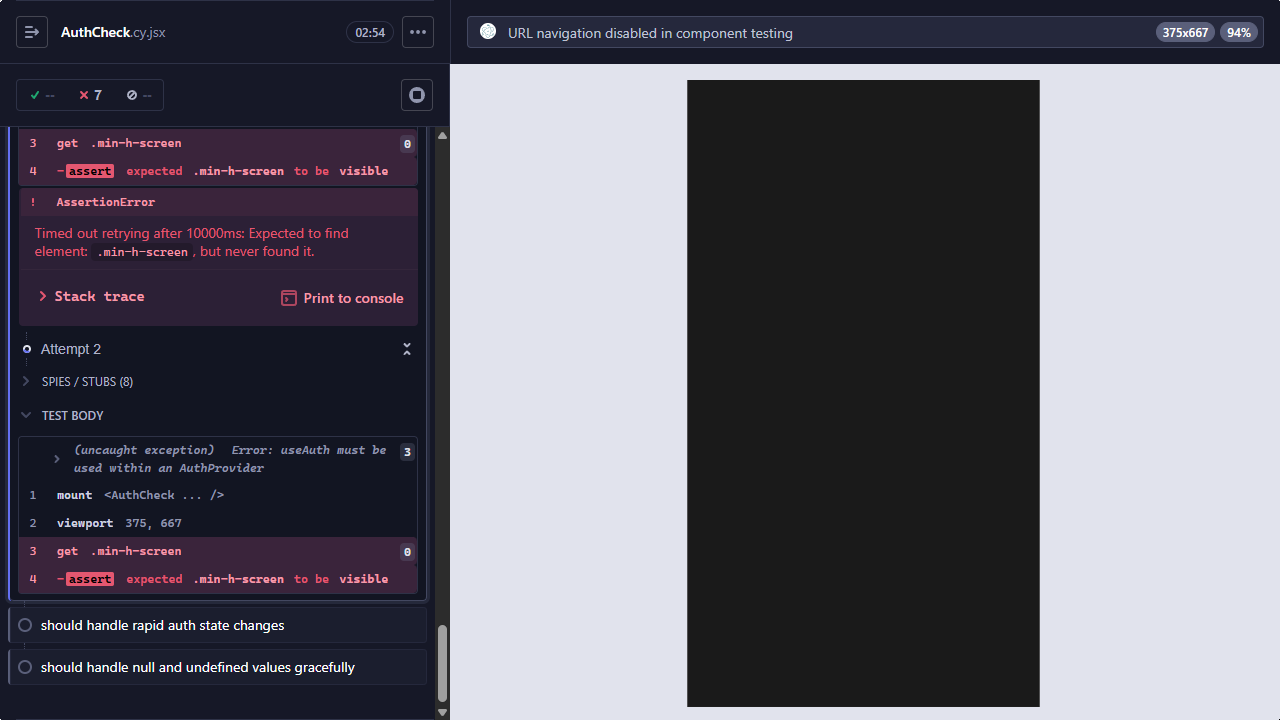 AuthCheck.cy.jsx
02:54
URL navigation disabled in component testing
375x667
94%
--
7
--
3 get .min-h-screen 0
4 -assert expected .min-h-screen to be visible
! AssertionError
Timed out retrying after 10000ms: Expected to find
element: .min-h-screen, but never found it.
Stack trace
Print to console
Attempt 2
SPIES / STUBS (8)
TEST BODY
(uncaught exception) Error: useAuth must be 3
used within an AuthProvider
1 mount <AuthCheck ... />
2 viewport 375, 667
3 get .min-h-screen 0
4 -assert expected .min-h-screen to be visible
should handle rapid auth state changes
should handle null and undefined values gracefully